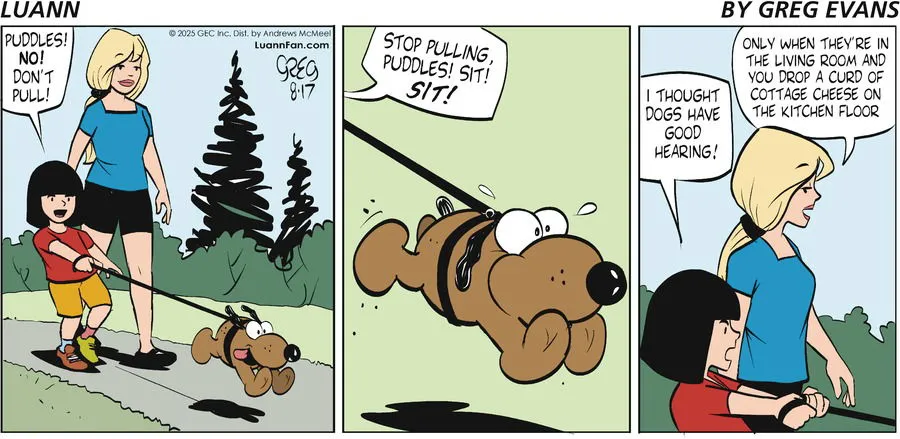 LUANN
BY GREG EVANS
© 2025 GEC Inc. Dist. by Andrews McMeel
LuannFan.com
GREG
8·17
PUDDLES!
NO!
DON'T
PULL!
STOP PULLING,
PUDDLES! SIT!
SIT!
I THOUGHT
DOGS HAVE
GOOD
HEARING!
ONLY WHEN THEY'RE IN
THE LIVING ROOM AND
YOU DROP A CURD OF
COTTAGE CHEESE ON
THE KITCHEN FLOOR